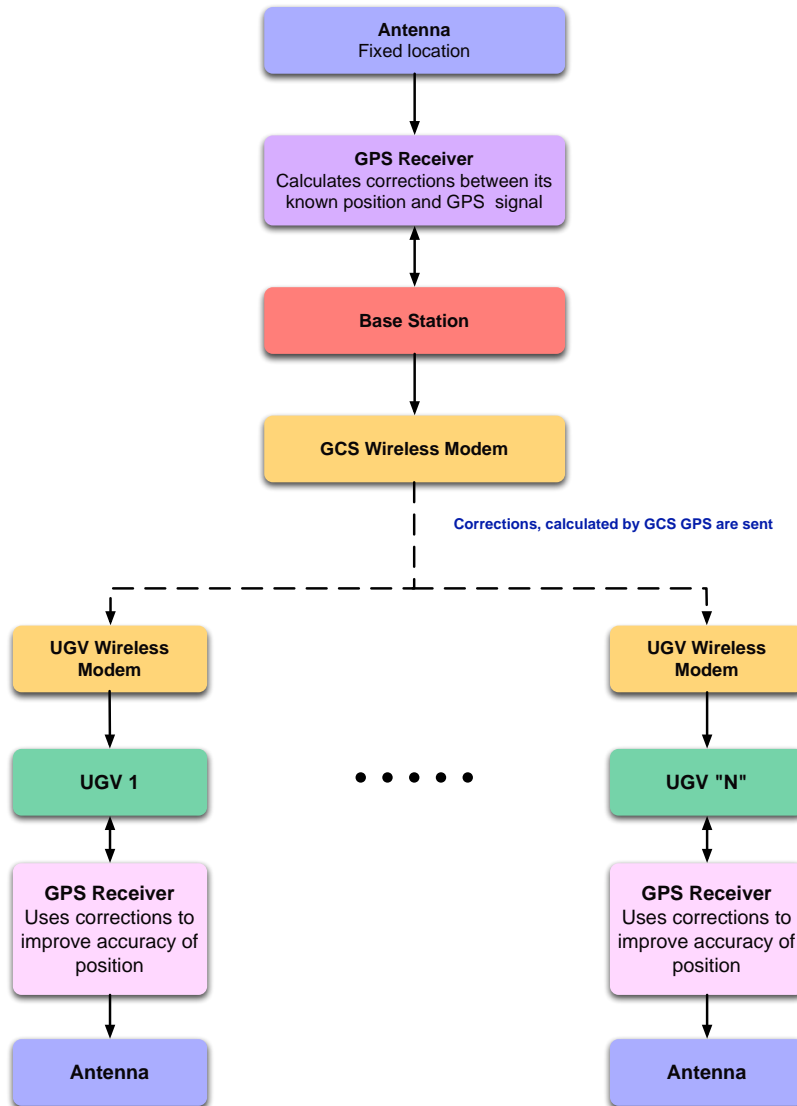 Antenna
Fixed location
GPS Receiver
Calculates corrections between its
known position and GPS signal
Base Station
GCS Wireless Modem
Corrections, calculated by GCS GPS are sent
UGV Wireless
Modem
UGV Wireless
Modem
UGV 1
UGV "N"
GPS Receiver
Uses corrections to
improve accuracy of
position
GPS Receiver
Uses corrections to
improve accuracy of
position
Antenna
Antenna